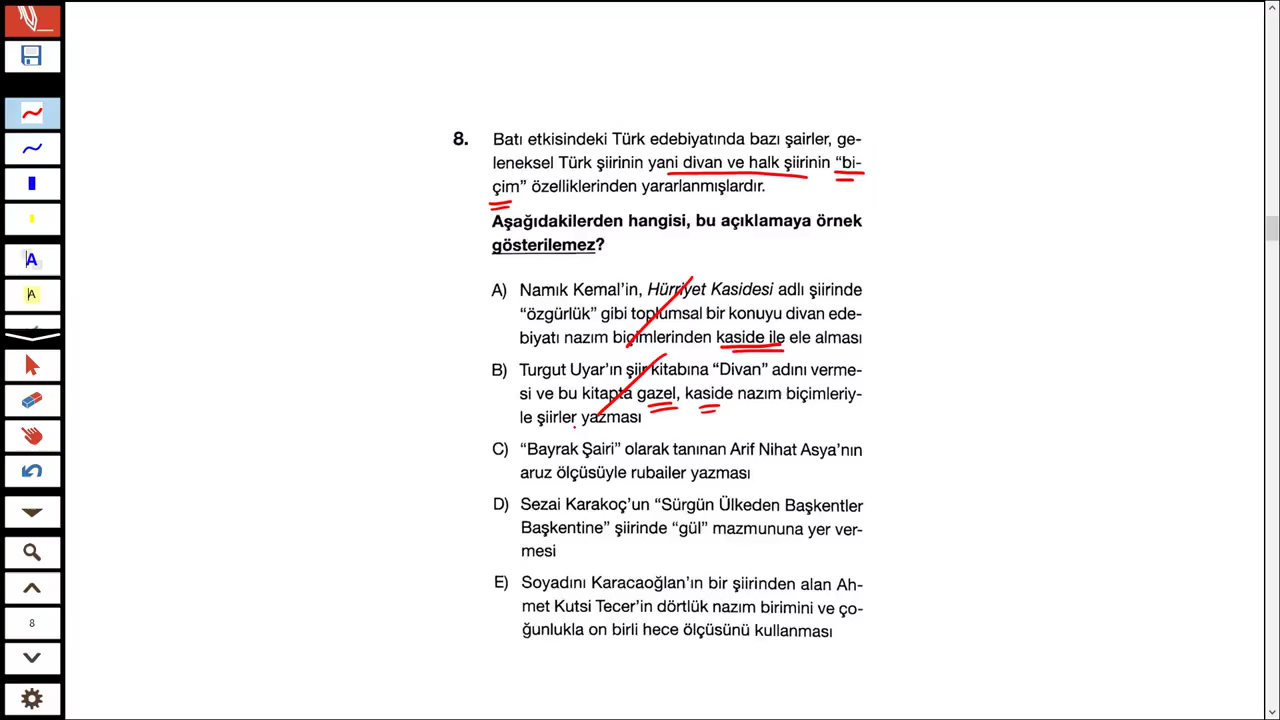 8. Batı etkisindeki Türk edebiyatında bazı şairler, ge-
leneksel Türk şiirinin yani divan ve halk şiirinin “bi-
çim” özelliklerinden yararlanmışlardır.
Aşağıdakilerden hangisi, bu açıklamaya örnek
gösterilemez?
A) Namık Kemal’in, Hürriyet Kasidesi adlı şiirinde
“özgürlük” gibi toplumsal bir konuyu divan ede-
biyatı nazım biçimlerinden kaside ile ele alması
B) Turgut Uyar’ın şiir kitabına “Divan” adını verme-
si ve bu kitapta gazel, kaside nazım biçimleriy-
le şiirler yazması
C) “Bayrak Şairi” olarak tanınan Arif Nihat Asya’nın
aruz ölçüsüyle rubailer yazması
D) Sezai Karakoç’un “Sürgün Ülkeden Başkentler
Başkentine” şiirinde “gül” mazmununa yer ver-
mesi
E) Soyadını Karacaoğlan’ın bir şiirinden alan Ah-
met Kutsi Tecer’in dörtlük nazım birimini ve ço-
ğunlukla on birli hece ölçüsünü kullanması
A
A
8